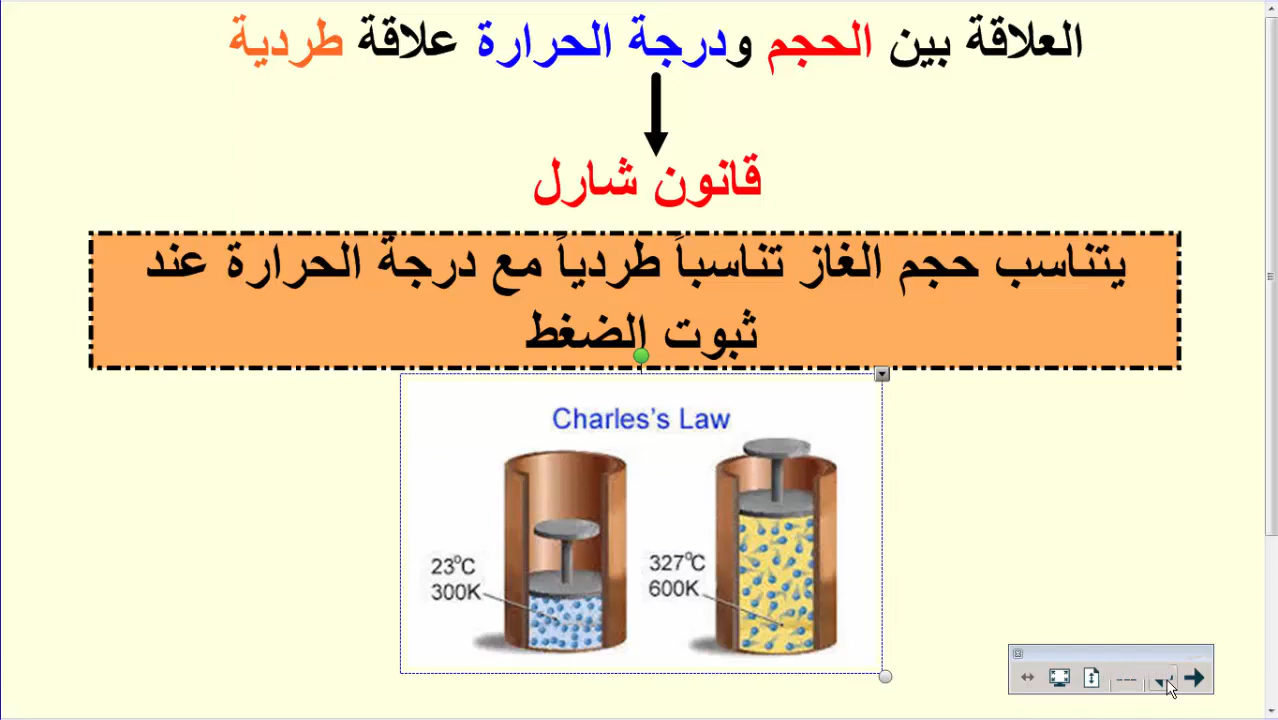 العلاقة بين الحجم ودرجة الحرارة علاقة طردية
قانون شارل
يتناسب حجم الغاز تناسباً طردياً مع درجة الحرارة عند
ثبوت الضغط
Charles's Law
23°C
300K
327°C
600K